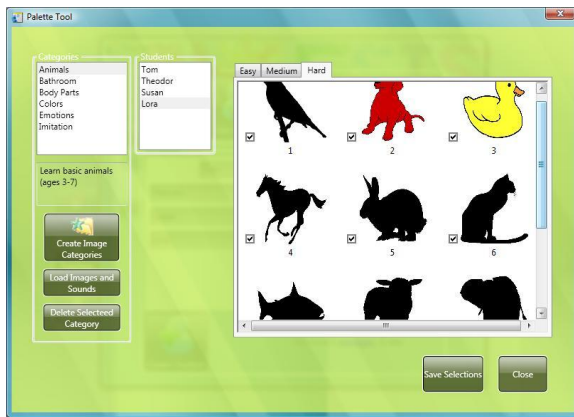 Palette Tool
Categories
Animals
Bathroom
Body Parts
Colors
Emotions
Imitation
Learn basic animals
(ages 3-7)
Create Image
Categories
Load Images and
Sounds
Delete Selecteed
Category
Students
Tom
Theodor
Susan
Lora
Easy Medium Hard
1 2 3
4 5 6
Save Selections Close